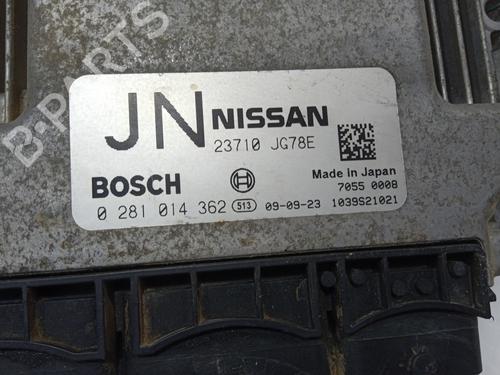 B-PARTS
JN NISSAN
23710 JG78E
BOSCH
Made in Japan
7055 0008
0 281 014 362 513 09-09-23 1039S21021